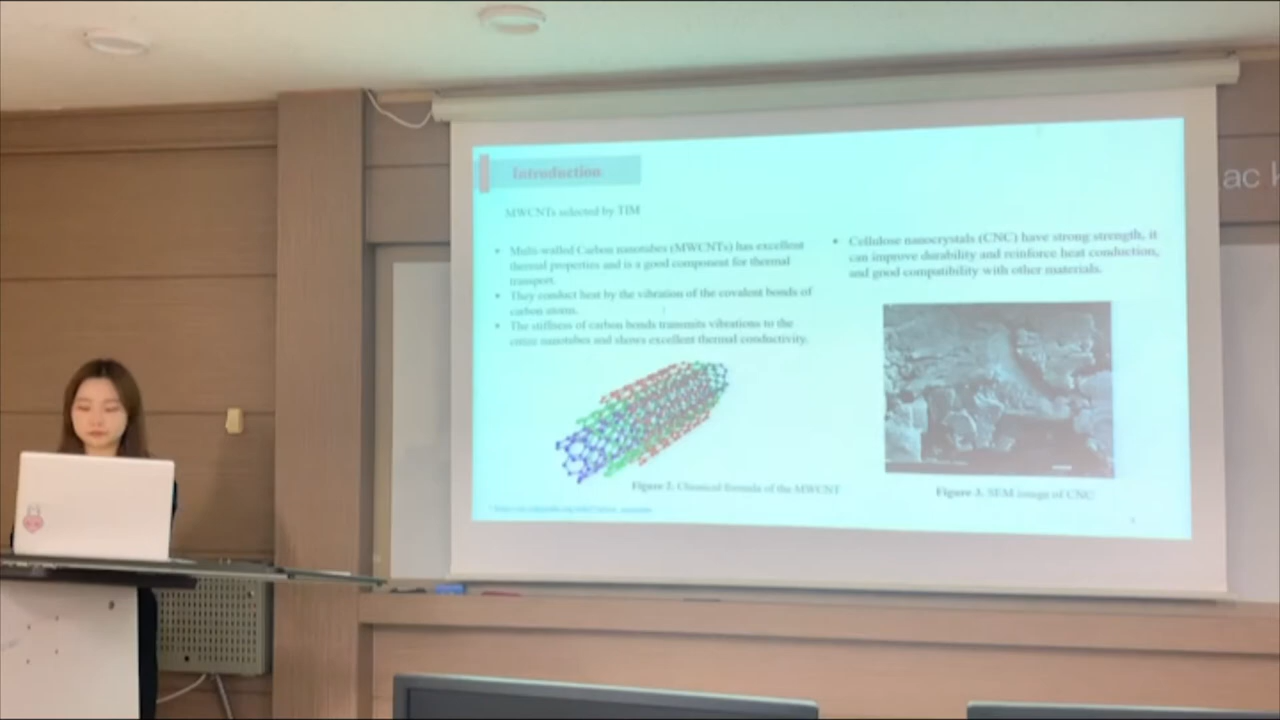 Introduction
MWCNTs selected by TIM
• Multi-walled Carbon nanotubes (MWCNTs) has excellent
thermal properties and is a good component for thermal
transport.
• They conduct heat by the vibration of the covalent bonds of
carbon atoms.
• The stiffness of carbon bonds transmits vibrations to the
entire nanotubes and shows excellent thermal conductivity.
Figure 2. Chemical formula of the MWCNT
• Cellulose nanocrystals (CNC) have strong strength, it
can improve durability and reinforce heat conduction,
and good compatibility with other materials.
Figure 3. SEM image of CNC
ac